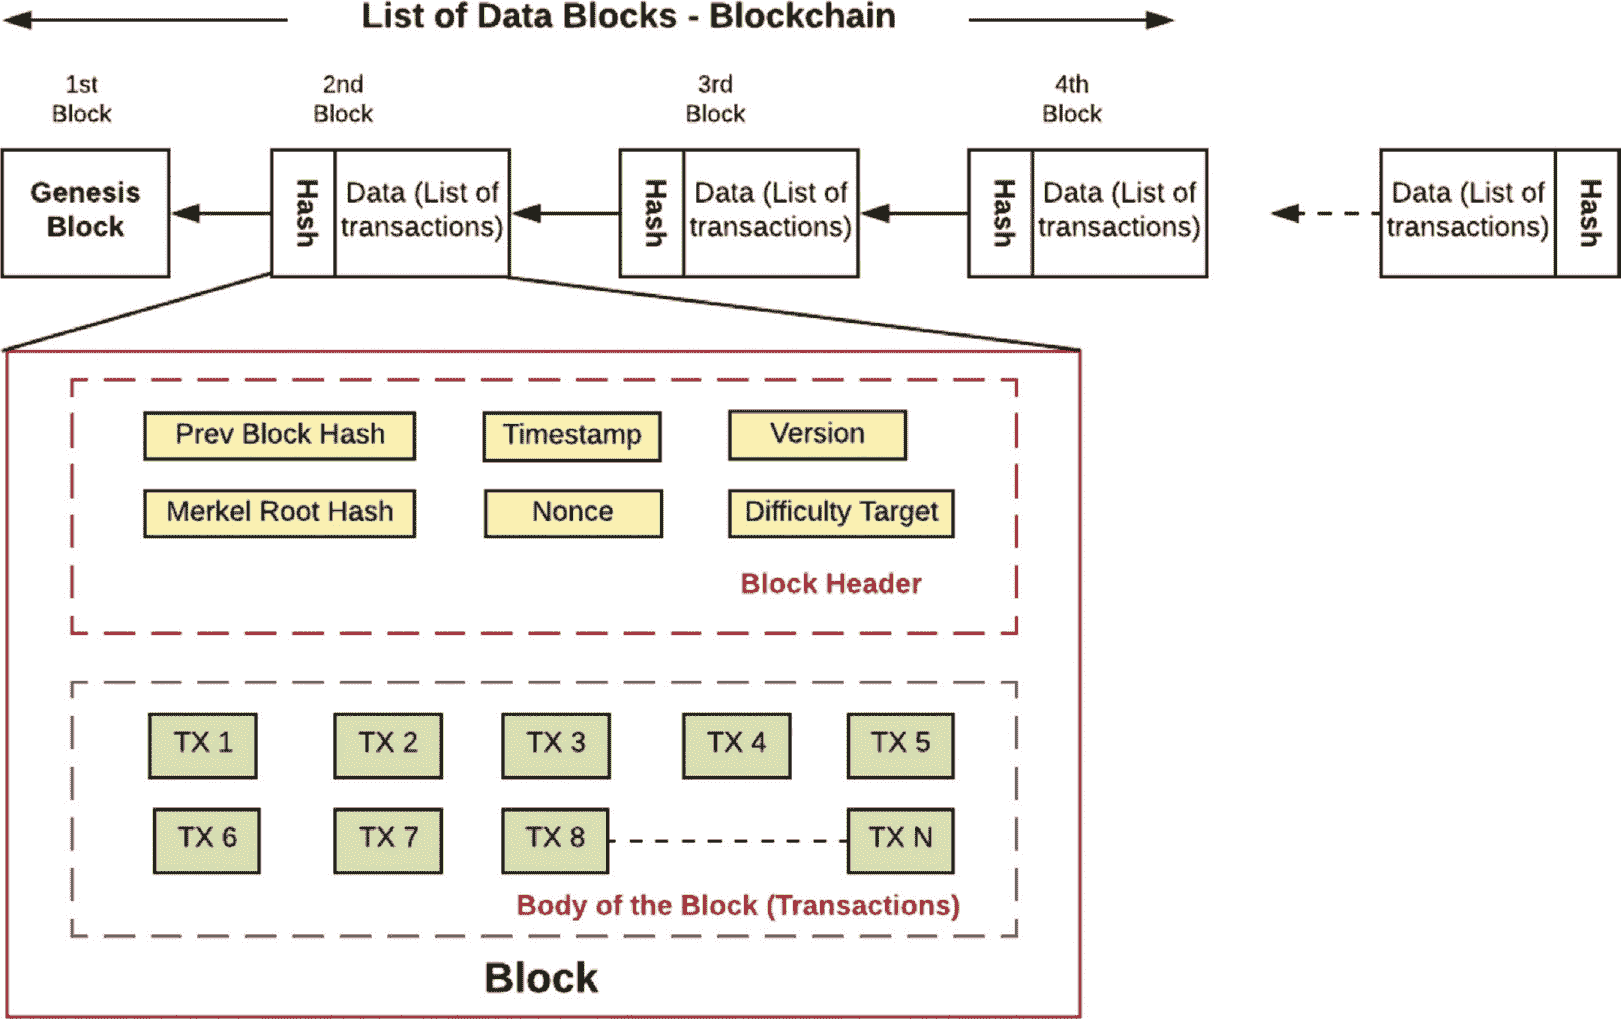 List of Data Blocks - Blockchain
1st
Block
2nd
Block
3rd
Block
4th
Block
Genesis
Block
Hash
Data (List of
transactions)
Hash
Data (List of
transactions)
Hash
Data (List of
transactions)
Data (List of
transactions)
Hash
Prev Block Hash
Timestamp
Version
Merkel Root Hash
Nonce
Difficulty Target
Block Header
TX 1
TX 2
TX 3
TX 4
TX 5
TX 6
TX 7
TX 8
TX N
Body of the Block (Transactions)
Block